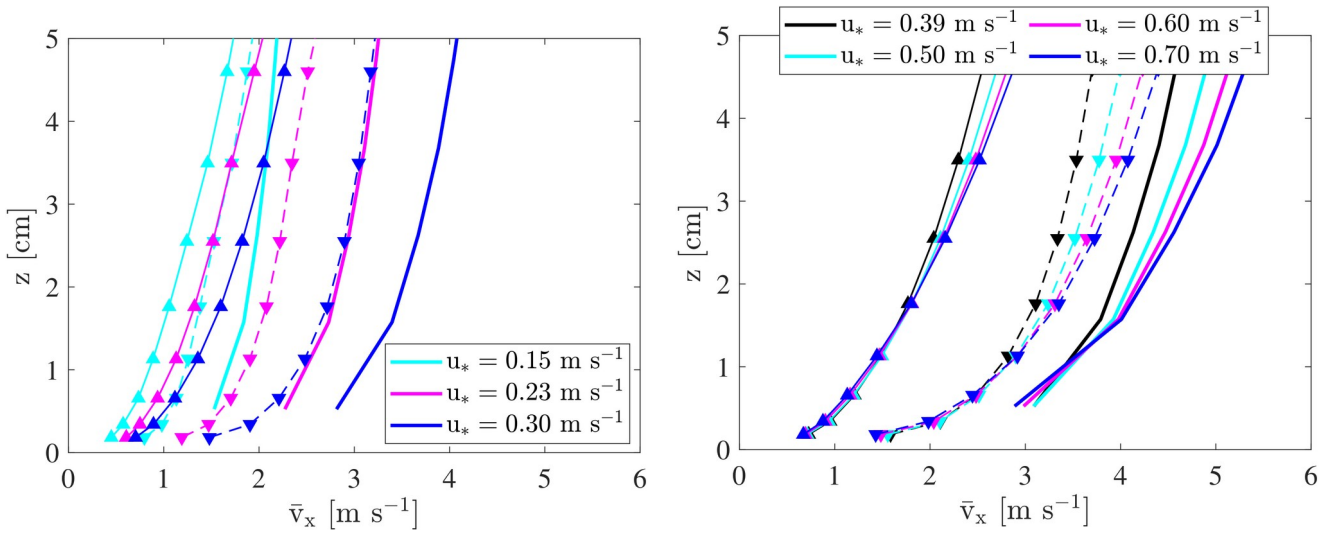 5
4
3
2
1
0
z [cm]
u* = 0.15 m s⁻¹
u* = 0.23 m s⁻¹
u* = 0.30 m s⁻¹
0 1 2 3 4 5 6
v̄ₓ [m s⁻¹]
u* = 0.39 m s⁻¹ u* = 0.60 m s⁻¹
u* = 0.50 m s⁻¹ u* = 0.70 m s⁻¹
5
4
3
2
1
0
z [cm]
0 1 2 3 4 5 6
v̄ₓ [m s⁻¹]